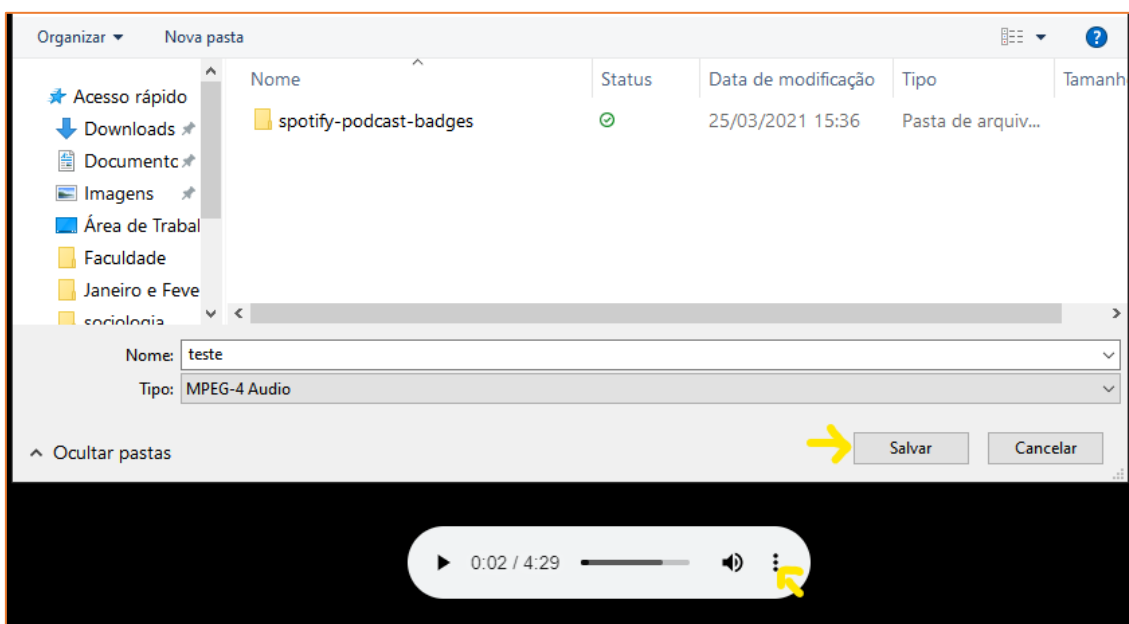 Organizar Nova pasta ?
Nome Status Data de modificação Tipo Tamanh
Acesso rápido
Downloads
Documentc
Imagens
Área de Trabal
Faculdade
Janeiro e Feve
sociologia
spotify-podcast-badges 25/03/2021 15:36 Pasta de arquiv...
Nome: teste
Tipo: MPEG-4 Audio
Ocultar pastas Salvar Cancelar
0:02 / 4:29